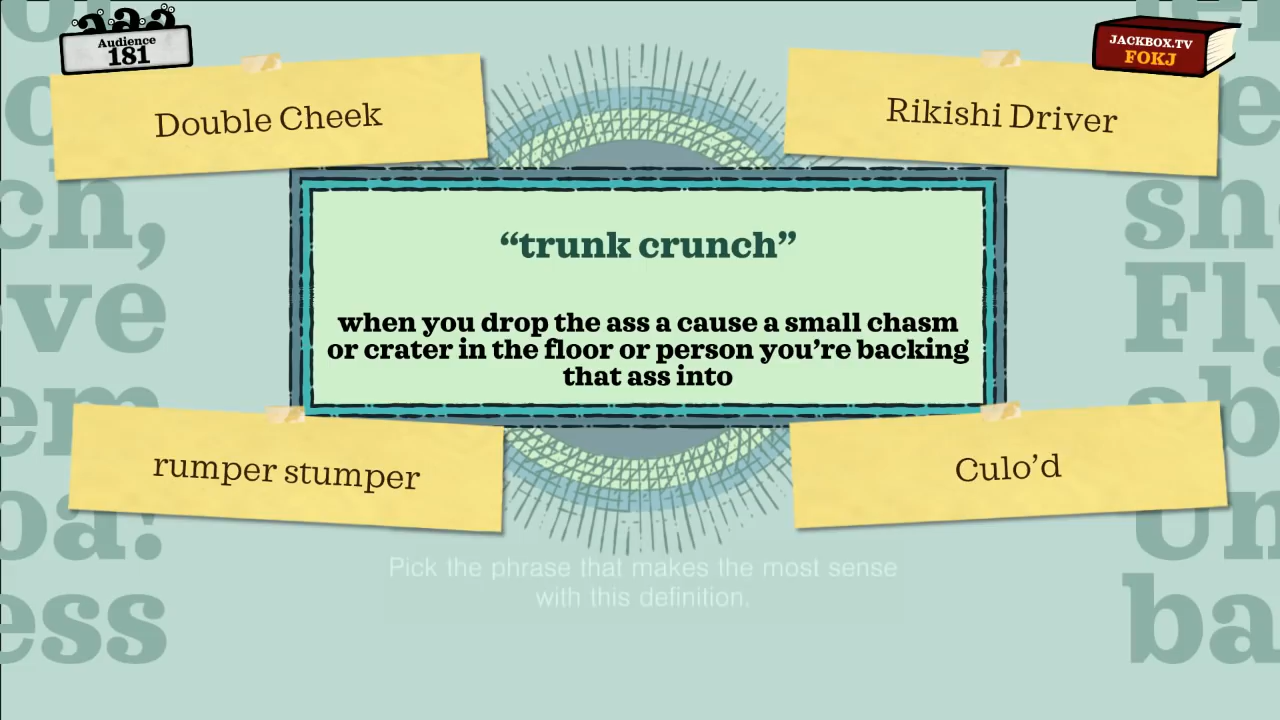 Audience
181
JACKBOX.TV
FOKJ
Double Cheek
Rikishi Driver
“trunk crunch”
when you drop the ass a cause a small chasm
or crater in the floor or person you’re backing
that ass into
rumper stumper
Culo’d
Pick the phrase that makes the most sense
with this definition.